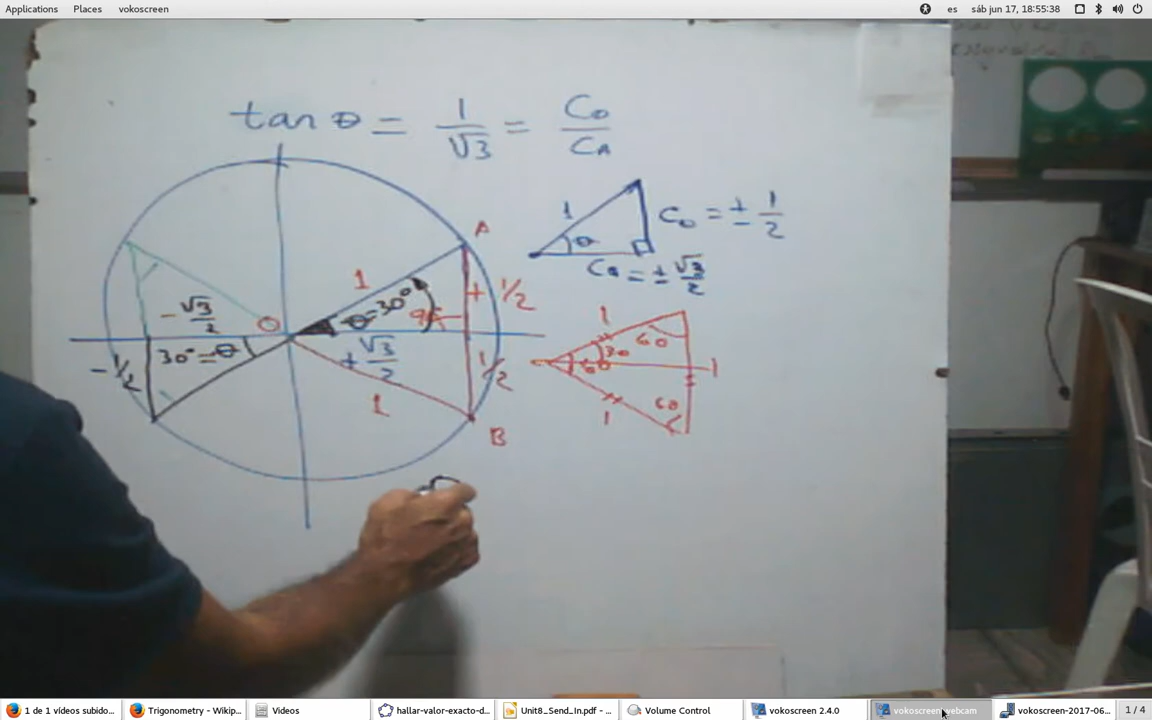 Applications Places vokoscreen es sáb jun 17, 18:55:38
tan θ = 1/√3 = Co/CA
A
1
θ
Co = ± 1/2
CA = ± √3/2
1
+ 1/2
- √3/2
O
θ=30°
+ √3/2
30°=θ
- 1/2
1/2
1
B
1
60
30
60
1
60
1
1 de 1 vídeos subido...
Trigonometry - Wikip...
Videos
hallar-valor-exacto-d...
Unit8_Send_In.pdf - ...
Volume Control
vokoscreen 2.4.0
vokoscreen webcam
vokoscreen-2017-06...
1 / 4